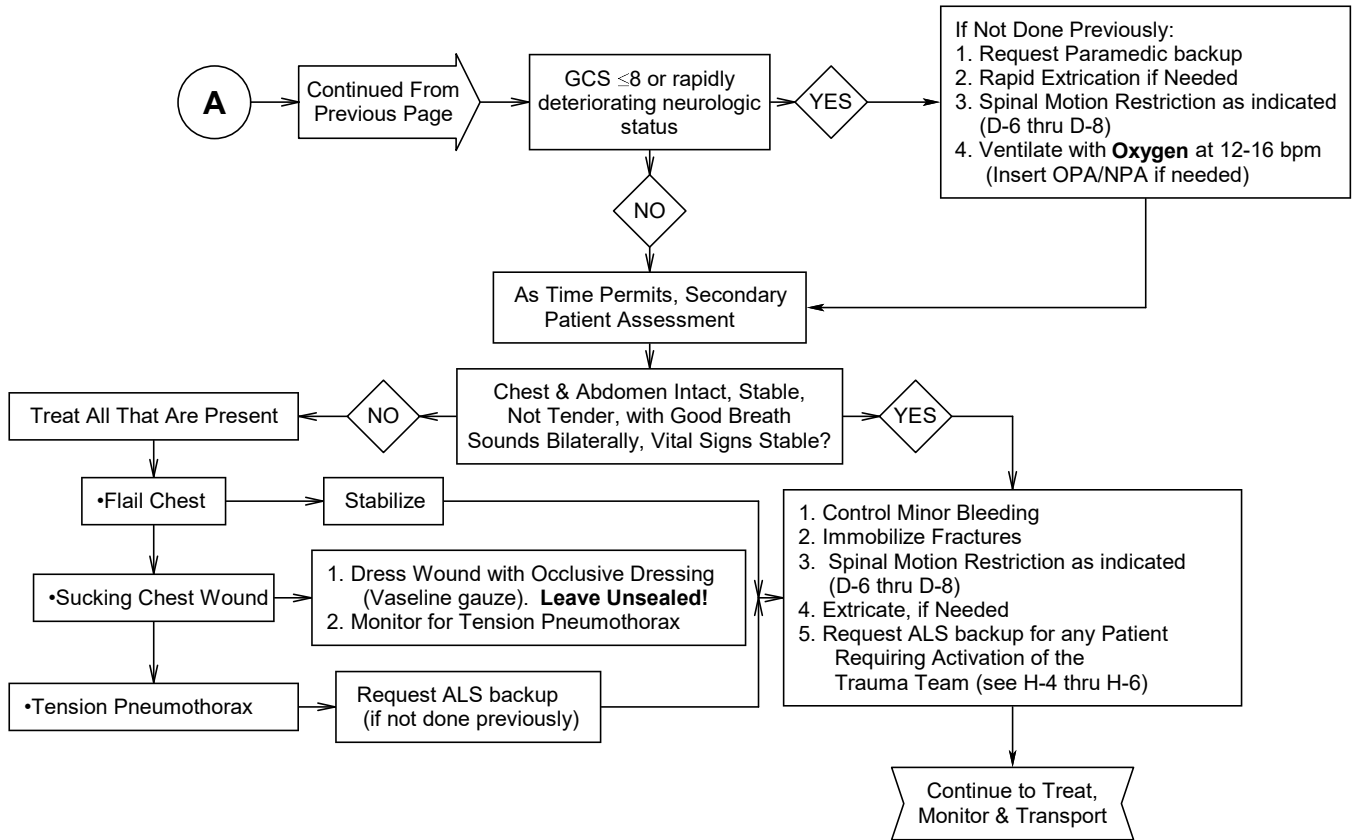 A
Continued From
Previous Page
GCS ≤8 or rapidly
deteriorating neurologic
status
YES
If Not Done Previously:
1. Request Paramedic backup
2. Rapid Extrication if Needed
3. Spinal Motion Restriction as indicated
(D-6 thru D-8)
4. Ventilate with Oxygen at 12-16 bpm
(Insert OPA/NPA if needed)
NO
As Time Permits, Secondary
Patient Assessment
Chest & Abdomen Intact, Stable,
Not Tender, with Good Breath
Sounds Bilaterally, Vital Signs Stable?
NO
YES
Treat All That Are Present
•Flail Chest
Stabilize
•Sucking Chest Wound
1. Dress Wound with Occlusive Dressing
(Vaseline gauze). Leave Unsealed!
2. Monitor for Tension Pneumothorax
•Tension Pneumothorax
Request ALS backup
(if not done previously)
1. Control Minor Bleeding
2. Immobilize Fractures
3. Spinal Motion Restriction as indicated
(D-6 thru D-8)
4. Extricate, if Needed
5. Request ALS backup for any Patient
Requiring Activation of the
Trauma Team (see H-4 thru H-6)
Continue to Treat,
Monitor & Transport